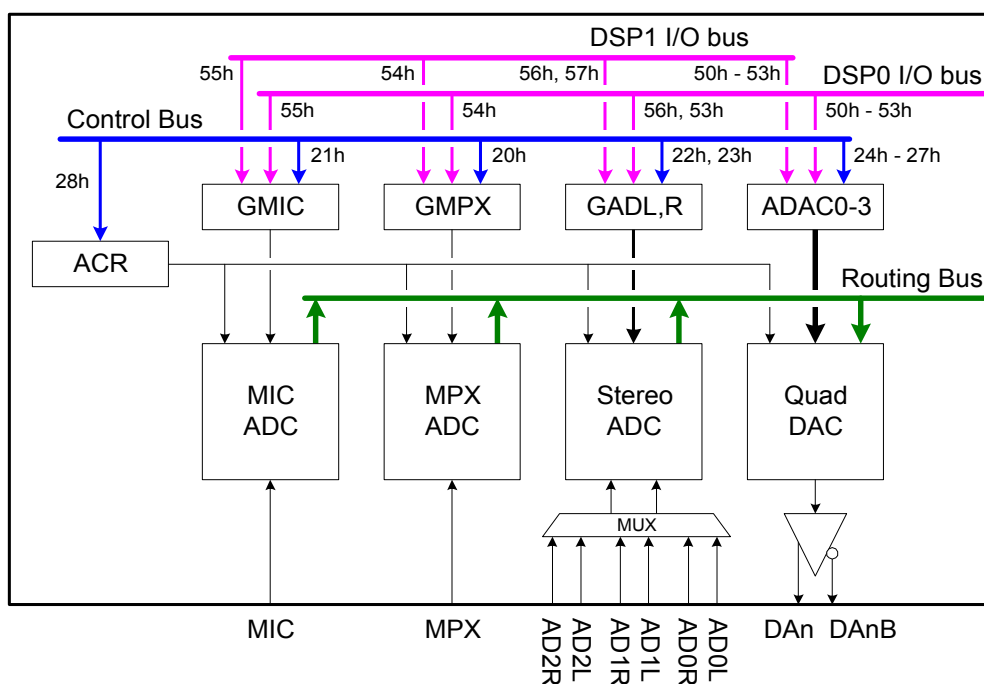 DSP1 I/O bus
55h
54h
56h, 57h
50h - 53h
DSP0 I/O bus
55h
54h
56h, 53h
50h - 53h
Control Bus
28h
21h
20h
22h, 23h
24h - 27h
GMIC
GMPX
GADL,R
ADAC0-3
ACR
Routing Bus
MIC
ADC
MPX
ADC
Stereo
ADC
Quad
DAC
MUX
MIC
MPX
AD2R
AD2L
AD1R
AD1L
AD0R
AD0L
DAn
DAnB